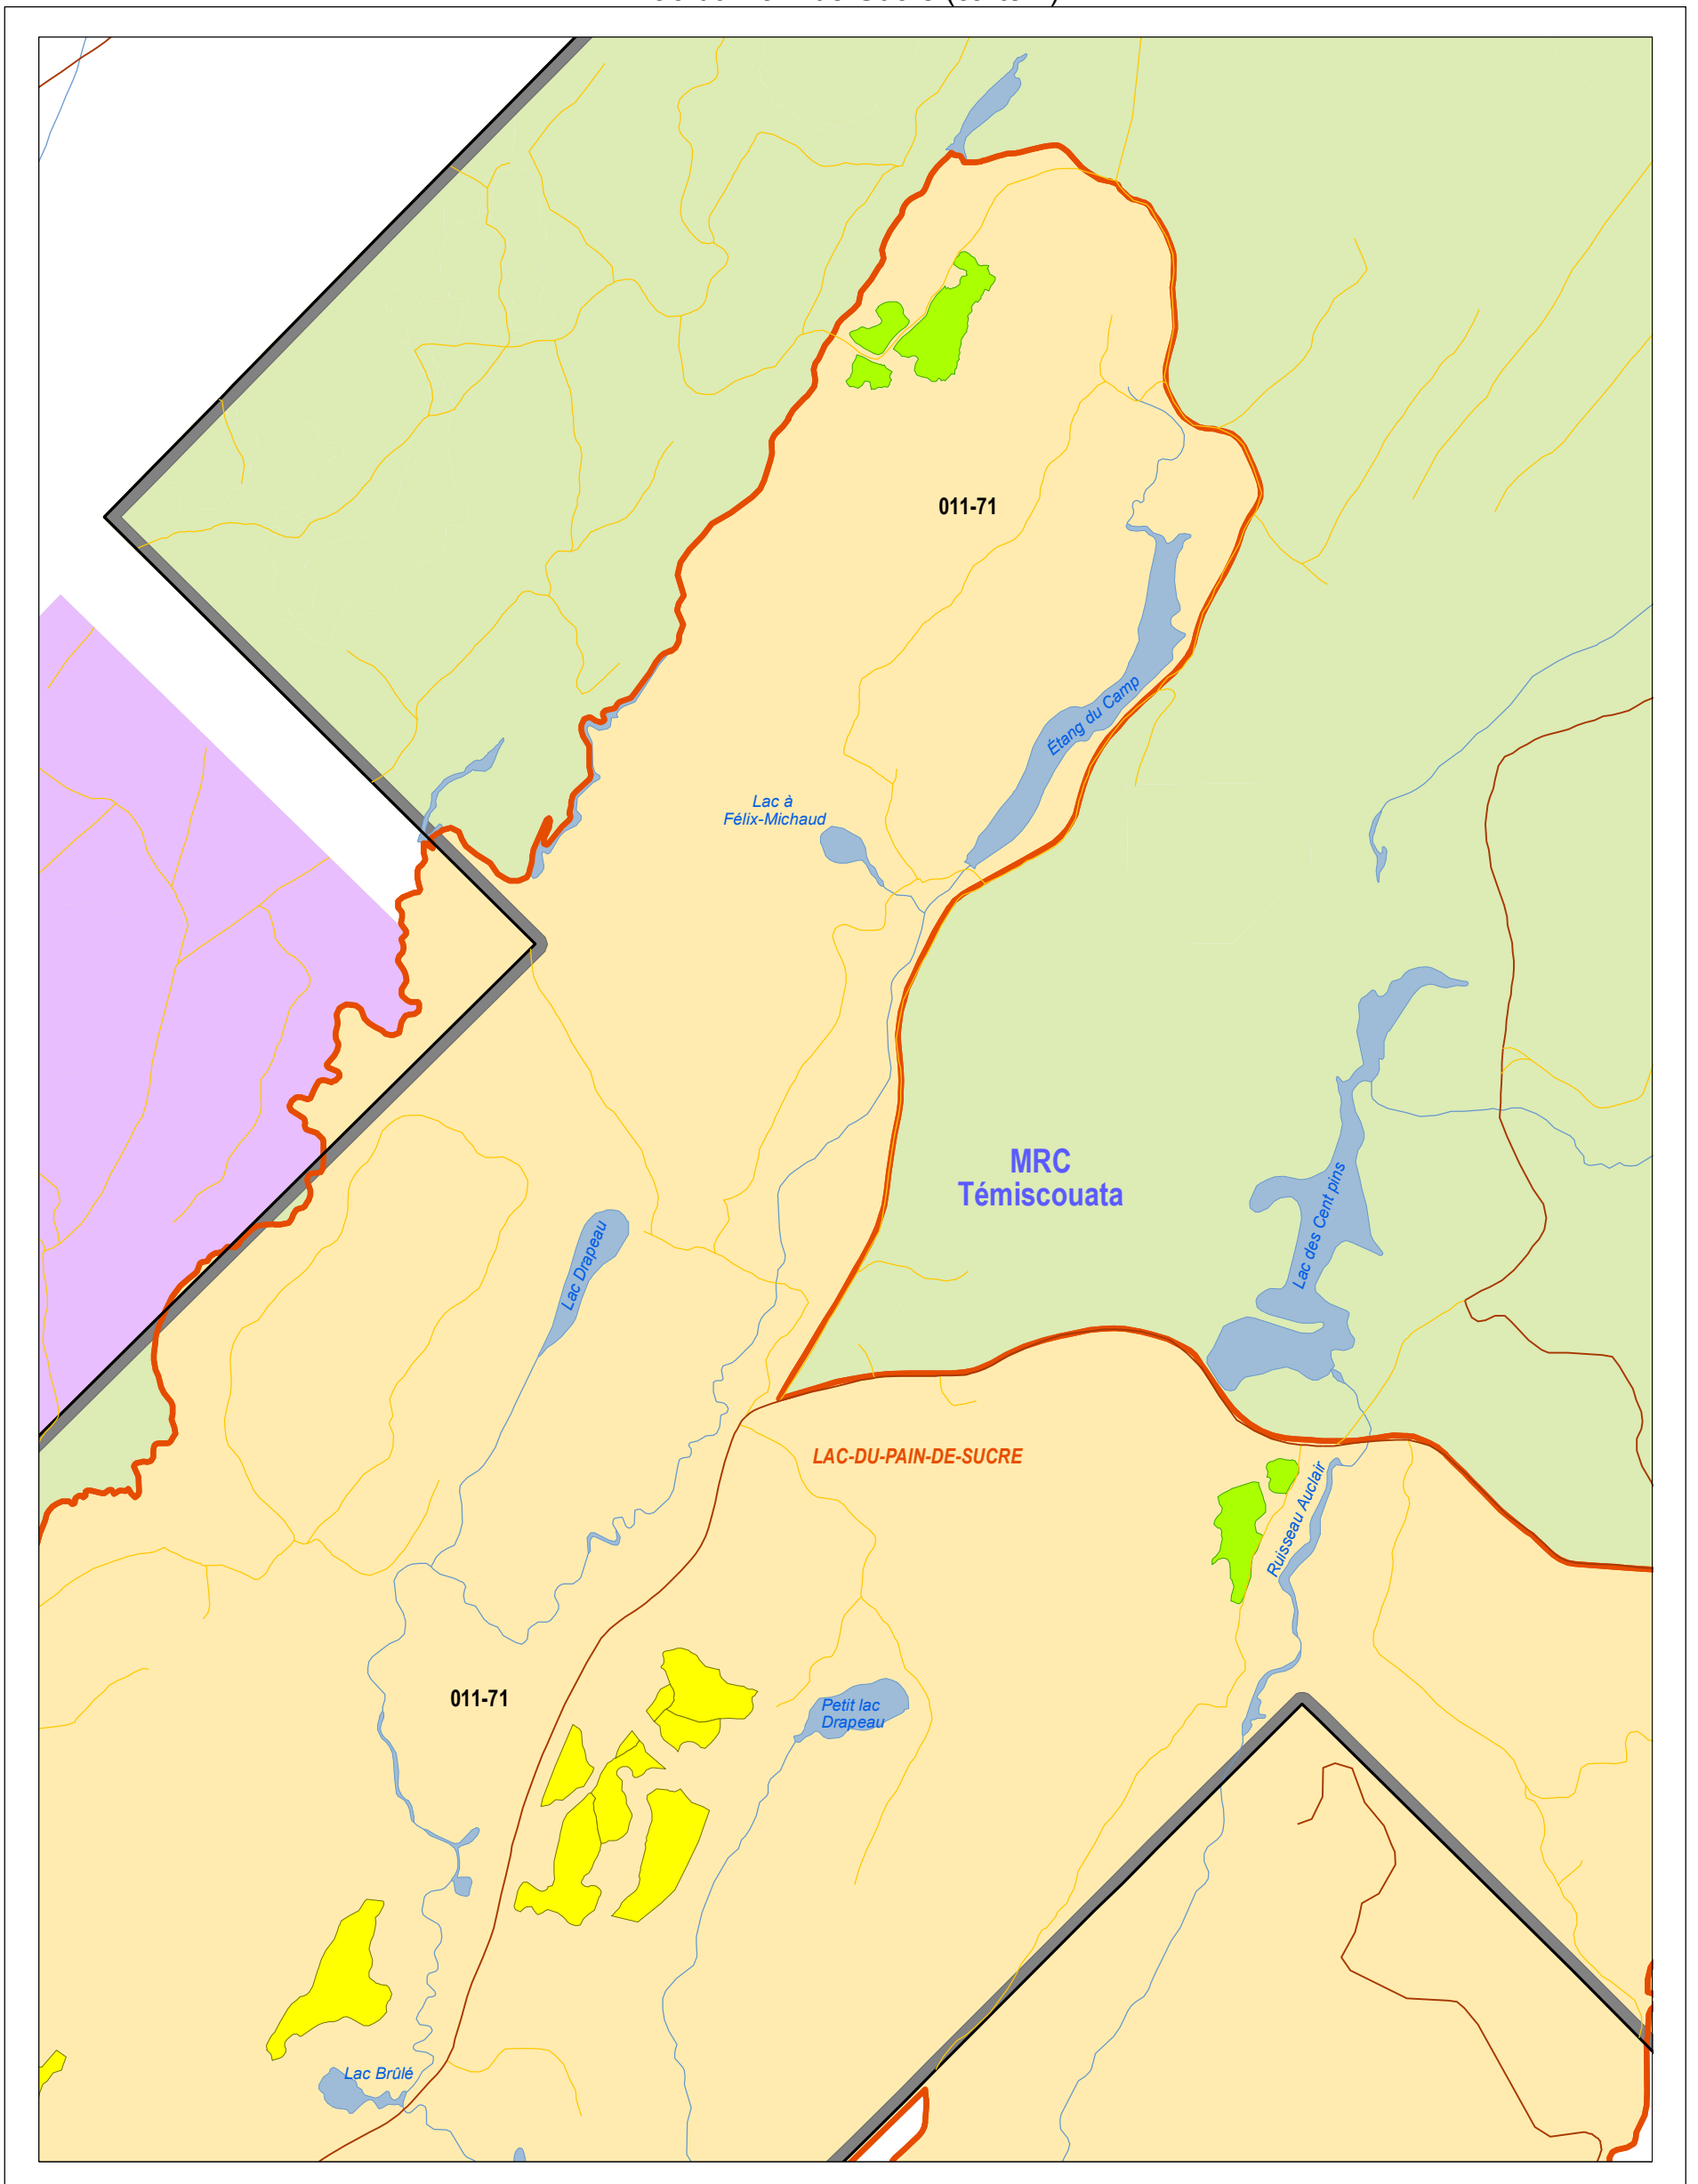 011-71
Étang du Camp
Lac à
Félix-Michaud
MRC
Témiscouata
Lac des Cent pins
Lac Drapeau
LAC-DU-PAIN-DE-SUCRE
Ruisseau Auclair
011-71
Petit lac
Drapeau
Lac Brûlé